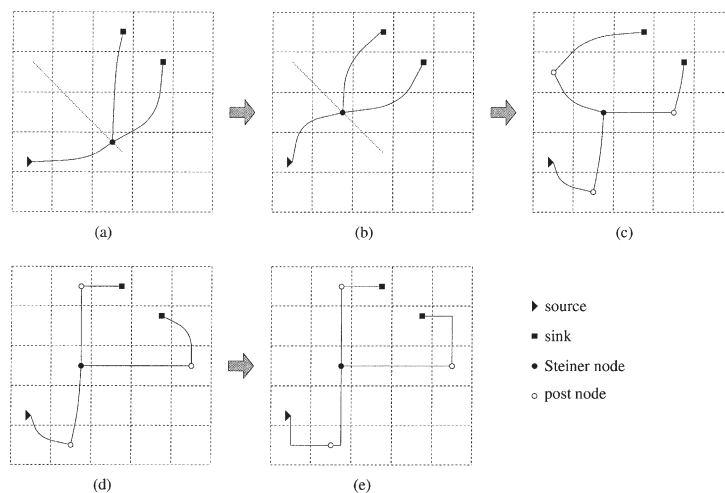 (a)
(b)
(c)
source
sink
Steiner node
post node
(d)
(e)